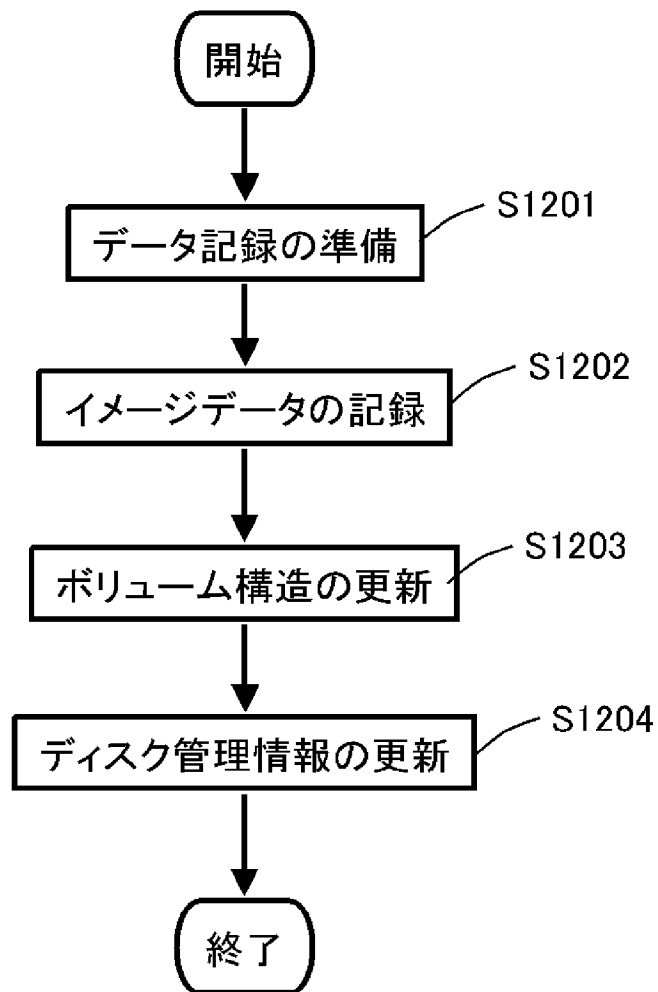 開始
S1201
データ記録の準備
S1202
イメージデータの記録
S1203
ボリューム構造の更新
S1204
ディスク管理情報の更新
終了